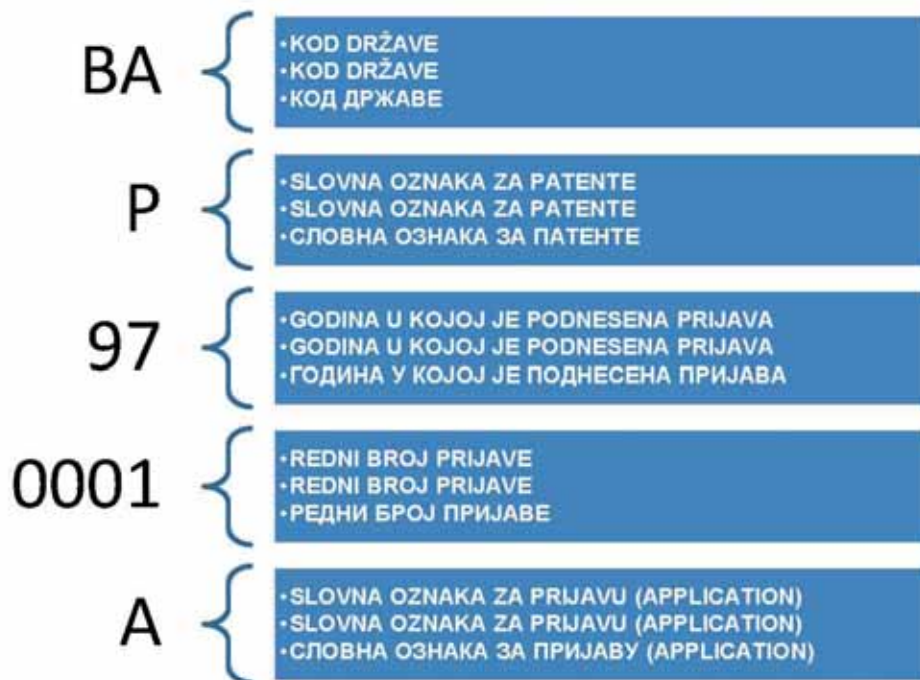 BA
•KOD DRŽAVE
•KOD DRŽAVE
•КОД ДРЖАВЕ
P
•SLOVNA OZNAKA ZA PATENTE
•SLOVNA OZNAKA ZA PATENTE
•СЛОВНА ОЗНАКА ЗА ПАТЕНТЕ
97
•GODINA U KOJOJ JE PODNESENA PRIJAVA
•GODINA U KOJOJ JE PODNESENA PRIJAVA
•ГОДИНА У КОЈОЈ ЈЕ ПОДНЕСЕНА ПРИЈАВА
0001
•REDNI BROJ PRIJAVE
•REDNI BROJ PRIJAVE
•РЕДНИ БРОЈ ПРИЈАВЕ
A
•SLOVNA OZNAKA ZA PRIJAVU (APPLICATION)
•SLOVNA OZNAKA ZA PRIJAVU (APPLICATION)
•СЛОВНА ОЗНАКА ЗА ПРИЈАВУ (APPLICATION)